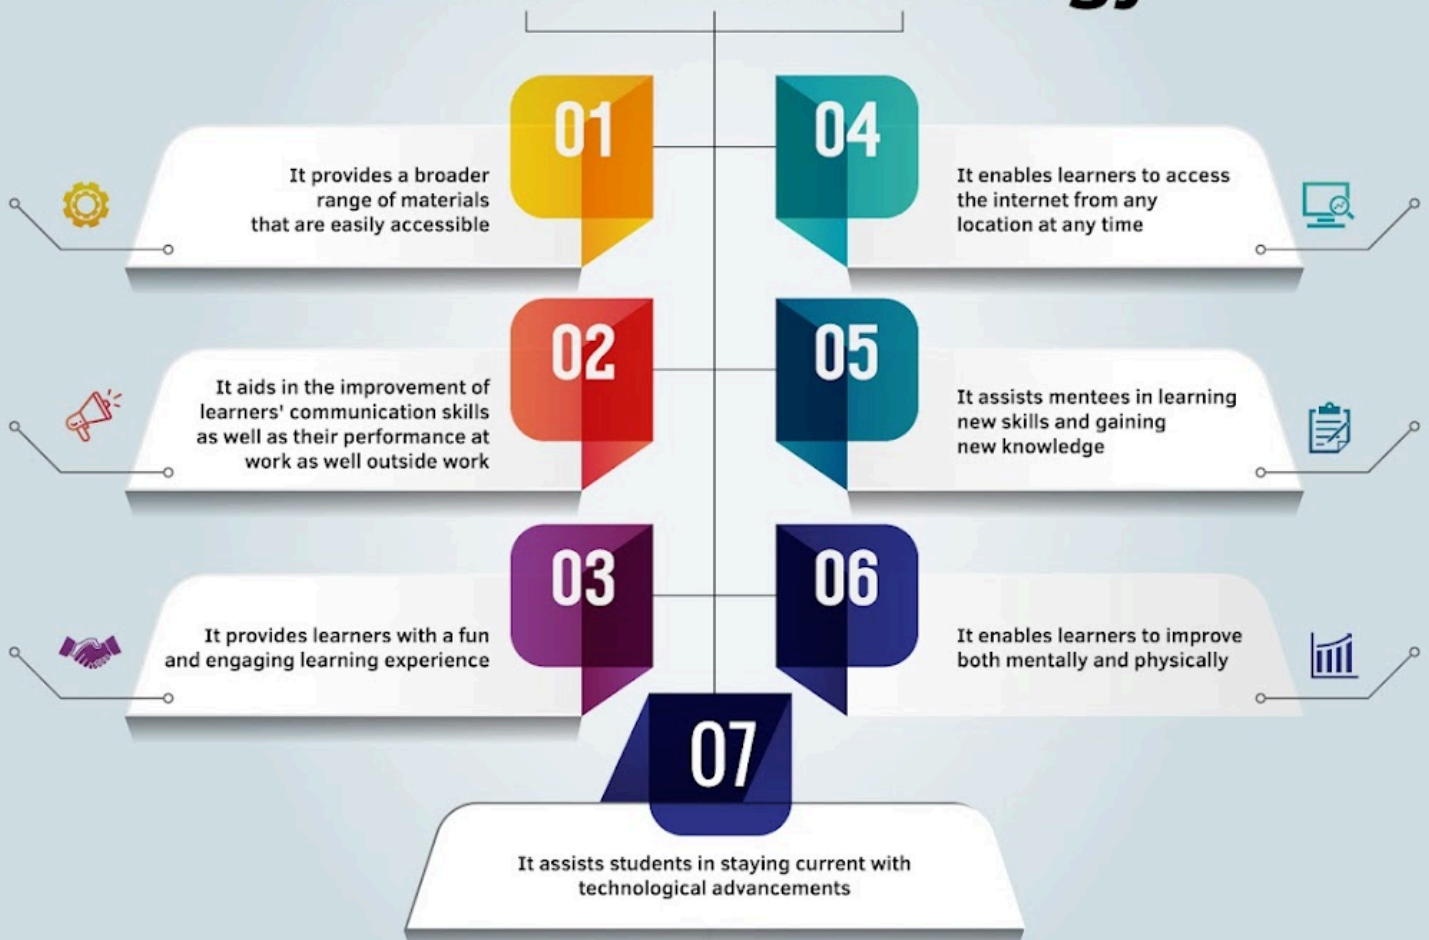 01
It provides a broader
range of materials
that are easily accessible
02
It aids in the improvement of
learners' communication skills
as well as their performance at
work as well outside work
03
It provides learners with a fun
and engaging learning experience
04
It enables learners to access
the internet from any
location at any time
05
It assists mentees in learning
new skills and gaining
new knowledge
06
It enables learners to improve
both mentally and physically
07
It assists students in staying current with
technological advancements